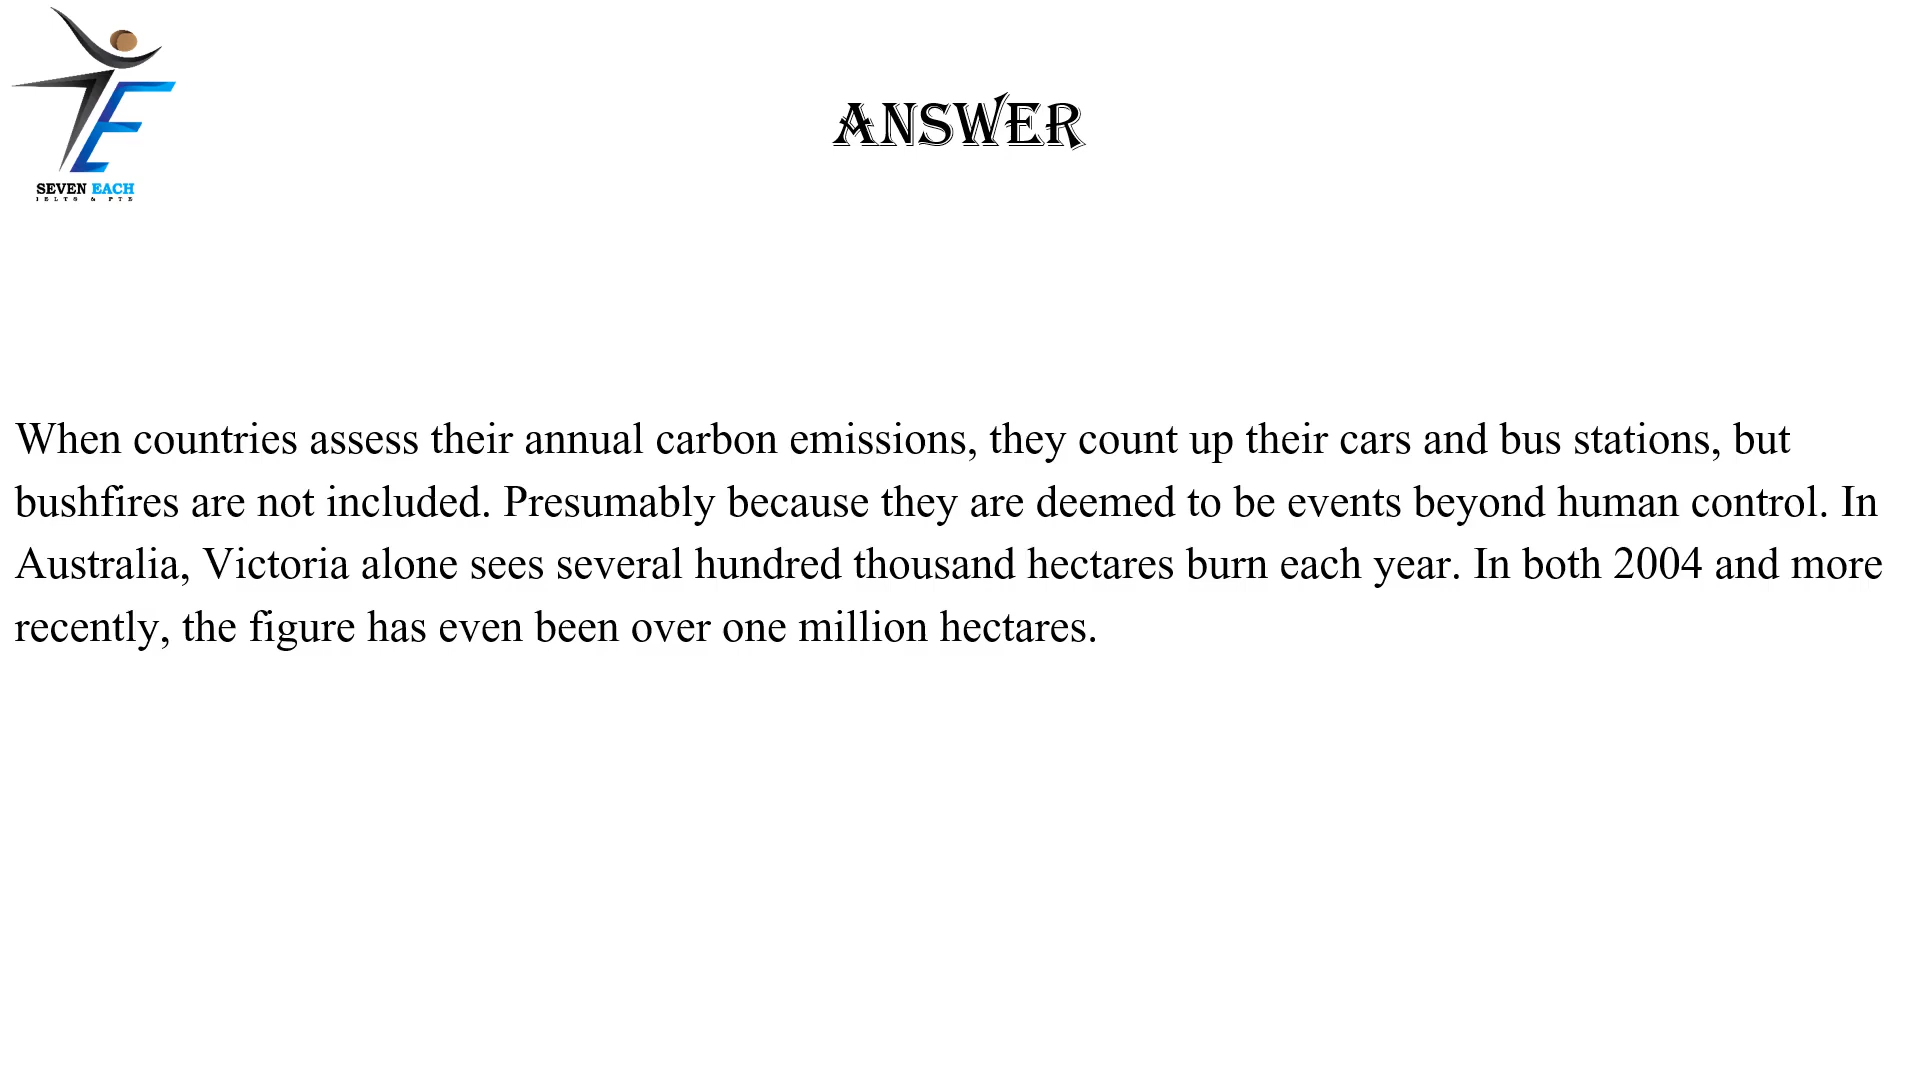 SEVEN EACH
IELTS & PTE
ANSWER
When countries assess their annual carbon emissions, they count up their cars and bus stations, but
bushfires are not included. Presumably because they are deemed to be events beyond human control. In
Australia, Victoria alone sees several hundred thousand hectares burn each year. In both 2004 and more
recently, the figure has even been over one million hectares.